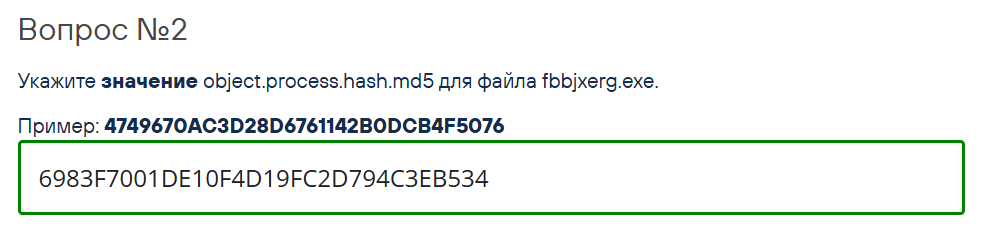 Вопрос №2
Укажите значение object.process.hash.md5 для файла fbbjxerg.exe.
Пример: 4749670AC3D28D6761142B0DCB4F5076
6983F7001DE10F4D19FC2D794C3EB534